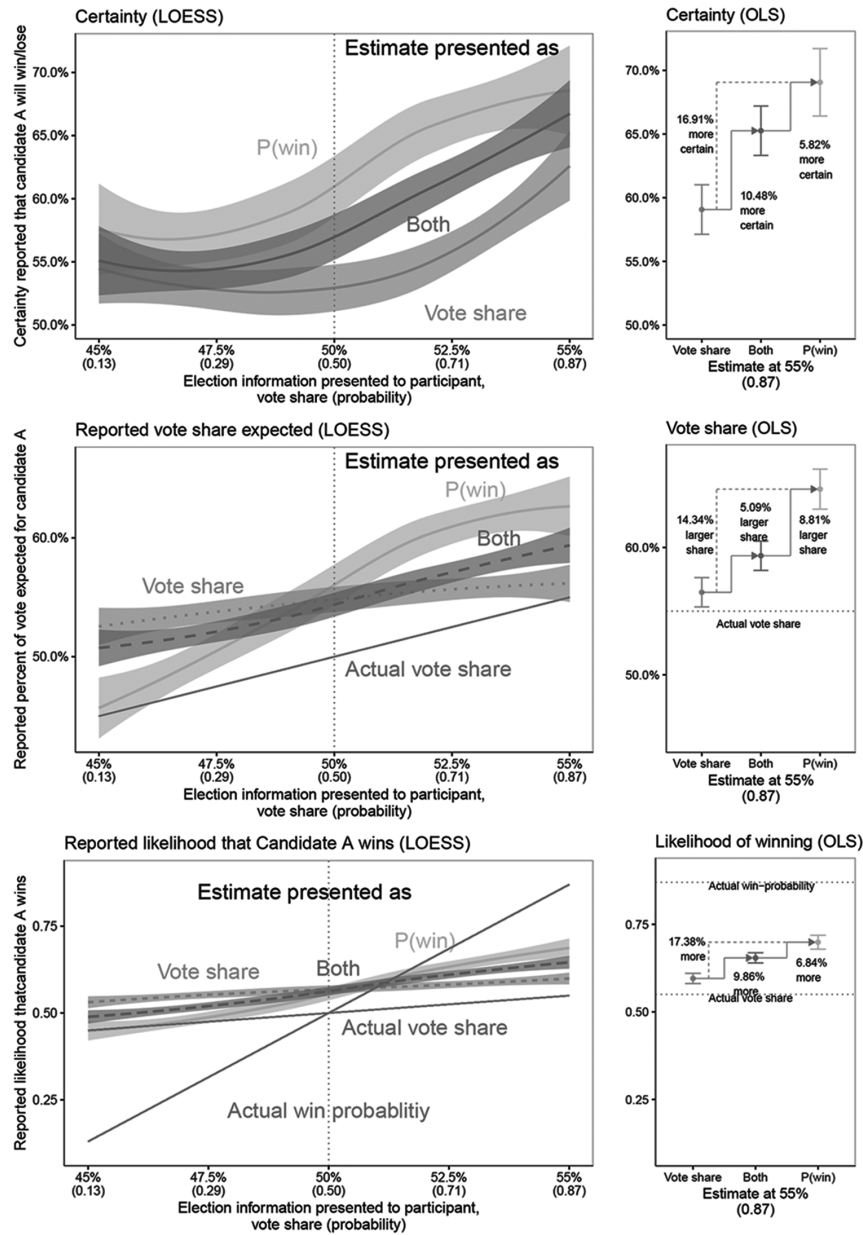 Certainty (LOESS)
Estimate presented as
Certainty reported that candidate A will win/lose
70.0%
65.0%
60.0%
55.0%
50.0%
P(win)
Both
Vote share
45%
(0.13)
47.5%
(0.29)
50%
(0.50)
52.5%
(0.71)
55%
(0.87)
Election information presented to participant,
vote share (probability)
Certainty (OLS)
70.0%
65.0%
60.0%
55.0%
50.0%
16.91%
more
certain
10.48%
more
certain
5.82%
more
certain
Vote share
Both
P(win)
Estimate at 55%
(0.87)
Reported vote share expected (LOESS)
Estimate presented as
Reported percent of vote expected for candidate A
60.0%
50.0%
P(win)
Both
Vote share
Actual vote share
45%
(0.13)
47.5%
(0.29)
50%
(0.50)
52.5%
(0.71)
55%
(0.87)
Election information presented to participant,
vote share (probability)
Vote share (OLS)
60.0%
50.0%
14.34%
larger
share
5.09%
larger
share
8.81%
larger
share
Actual vote share
Vote share
Both
P(win)
Estimate at 55%
(0.87)
Reported likelihood that Candidate A wins (LOESS)
Estimate presented as
Reported likelihood thatcandidate A wins
0.75
0.50
0.25
P(win)
Vote share
Both
Actual vote share
Actual win probablitiy
45%
(0.13)
47.5%
(0.29)
50%
(0.50)
52.5%
(0.71)
55%
(0.87)
Election information presented to participant,
vote share (probability)
Likelihood of winning (OLS)
Actual win−probability
0.75
0.50
0.25
17.38%
more
9.86%
more
6.84%
more
Actual vote share
Vote share
Both
P(win)
Estimate at 55%
(0.87)